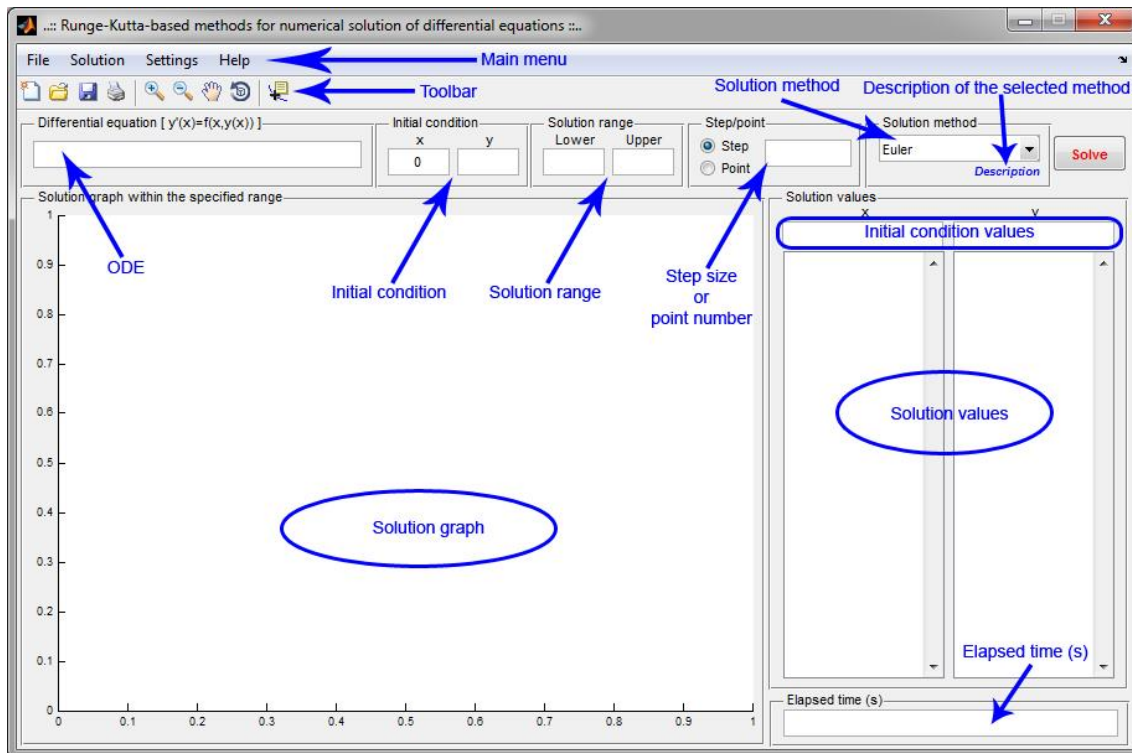 ..:: Runge-Kutta-based methods for numerical solution of differential equations ::..
File Solution Settings Help
Main menu
Toolbar
Solution method
Description of the selected method
Differential equation [ y'(x)=f(x,y(x)) ]
Initial condition
x y
0
Solution range
Lower Upper
Step/point
Step
Point
Solution method
Euler
Description
Solve
Solution graph within the specified range
ODE
Initial condition
Solution range
Step size
or
point number
Solution values
x y
Initial condition values
Solution values
Solution graph
1
0.9
0.8
0.7
0.6
0.5
0.4
0.3
0.2
0.1
0
0 0.1 0.2 0.3 0.4 0.5 0.6 0.7 0.8 0.9 1
Elapsed time (s)
Elapsed time (s)